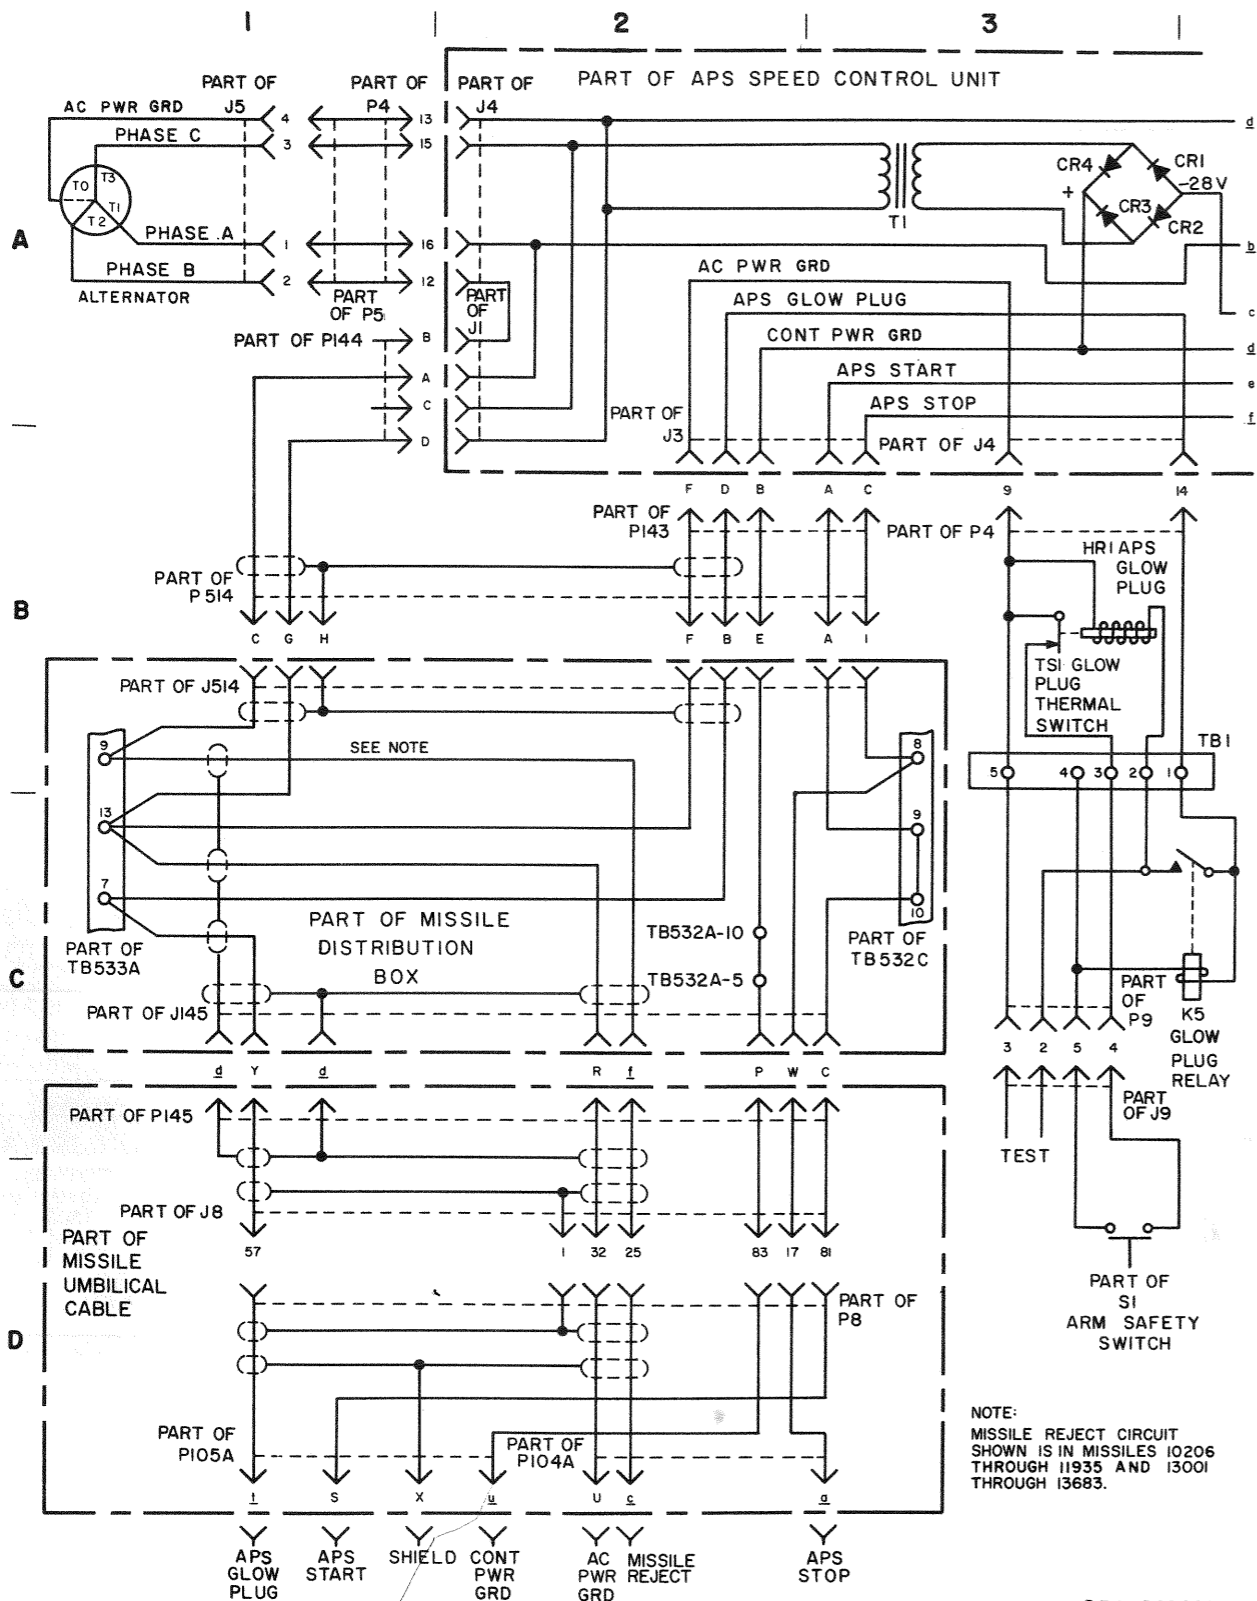 1 2 3
PART OF APS SPEED CONTROL UNIT
PART OF J5
PART OF P4
PART OF J4
AC PWR GRD
4
13
d
PHASE C
3
15
T3
TO
T1
T2
CR4
CR1
+
-28V
CR3
CR2
T1
A
PHASE A
1
16
b
PHASE B
2
12
ALTERNATOR
PART OF P5
PART OF J1
AC PWR GRD
APS GLOW PLUG
c
PART OF P144
B
CONT PWR GRD
d
A
APS START
e
C
APS STOP
f
D
PART OF J3
PART OF J4
F D B A C 9 14
PART OF P143
PART OF P4
HR1 APS
GLOW
PLUG
PART OF P514
B
C G H F B E A 1
TS1 GLOW
PLUG
THERMAL
SWITCH
PART OF J514
9
SEE NOTE
8
TB1
5 4 3 2 1
13
9
7
10
PART OF MISSILE
DISTRIBUTION
BOX
PART OF TB533A
TB532A-10
TB532A-5
PART OF TB532C
C
PART OF P9
K5
GLOW
PLUG
RELAY
PART OF J145
3 2 5 4
d Y d R f P W C
PART OF J9
PART OF P145
TEST
PART OF J8
57 1 32 25 83 17 81
PART OF
MISSILE
UMBILICAL
CABLE
PART OF P8
PART OF
S1
ARM SAFETY
SWITCH
D
PART OF P105A
PART OF P104A
NOTE:
MISSILE REJECT CIRCUIT
SHOWN IS IN MISSILES 10206
THROUGH 11935 AND 13001
THROUGH 13683.
t S X u U c a
APS
GLOW
PLUG
APS
START
SHIELD
CONT
PWR
GRD
AC
PWR
GRD
MISSILE
REJECT
APS
STOP